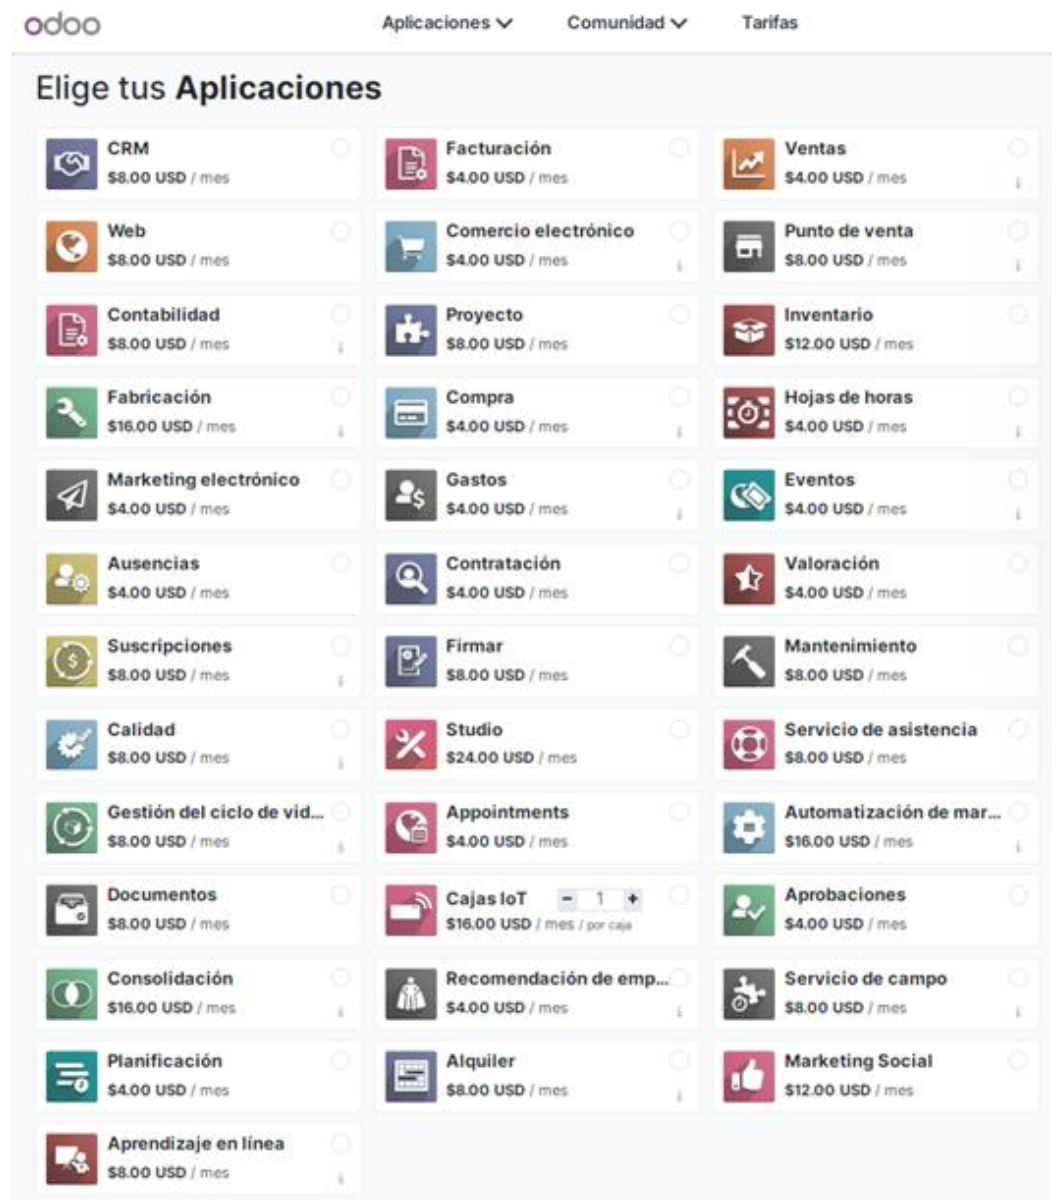 odoo
Aplicaciones
Comunidad
Tarifas
Elige tus Aplicaciones
CRM
$8.00 USD / mes
Facturación
$4.00 USD / mes
Ventas
$4.00 USD / mes
Web
$8.00 USD / mes
Comercio electrónico
$4.00 USD / mes
Punto de venta
$8.00 USD / mes
Contabilidad
$8.00 USD / mes
Proyecto
$8.00 USD / mes
Inventario
$12.00 USD / mes
Fabricación
$16.00 USD / mes
Compra
$4.00 USD / mes
Hojas de horas
$4.00 USD / mes
Marketing electrónico
$4.00 USD / mes
Gastos
$4.00 USD / mes
Eventos
$4.00 USD / mes
Ausencias
$4.00 USD / mes
Contratación
$4.00 USD / mes
Valoración
$4.00 USD / mes
Suscripciones
$8.00 USD / mes
Firmar
$8.00 USD / mes
Mantenimiento
$8.00 USD / mes
Calidad
$8.00 USD / mes
Studio
$24.00 USD / mes
Servicio de asistencia
$8.00 USD / mes
Gestión del ciclo de vid...
$8.00 USD / mes
Appointments
$4.00 USD / mes
Automatización de mar...
$16.00 USD / mes
Documentos
$8.00 USD / mes
Cajas IoT - 1 +
$16.00 USD / mes / por caja
Aprobaciones
$4.00 USD / mes
Consolidación
$16.00 USD / mes
Recomendación de emp...
$4.00 USD / mes
Servicio de campo
$8.00 USD / mes
Planificación
$4.00 USD / mes
Alquiler
$8.00 USD / mes
Marketing Social
$12.00 USD / mes
Aprendizaje en línea
$8.00 USD / mes